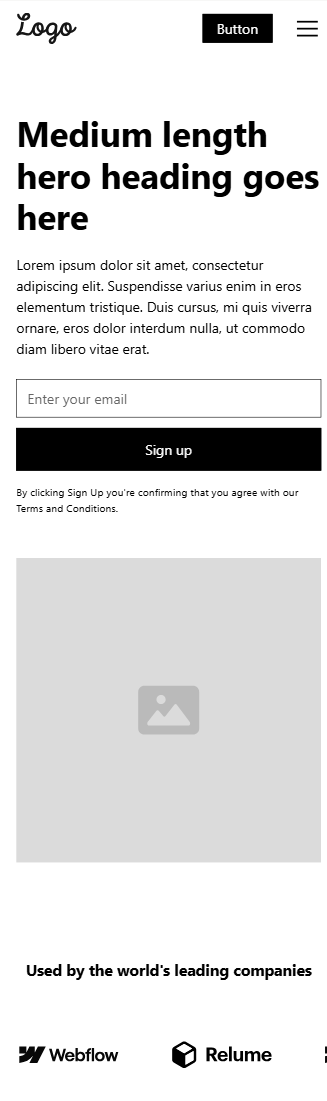 Logo
Button
Medium length
hero heading goes
here
Lorem ipsum dolor sit amet, consectetur
adipiscing elit. Suspendisse varius enim in eros
elementum tristique. Duis cursus, mi quis viverra
ornare, eros dolor interdum nulla, ut commodo
diam libero vitae erat.
Enter your email
Sign up
By clicking Sign Up you're confirming that you agree with our
Terms and Conditions.
Used by the world's leading companies
Webflow
Relume